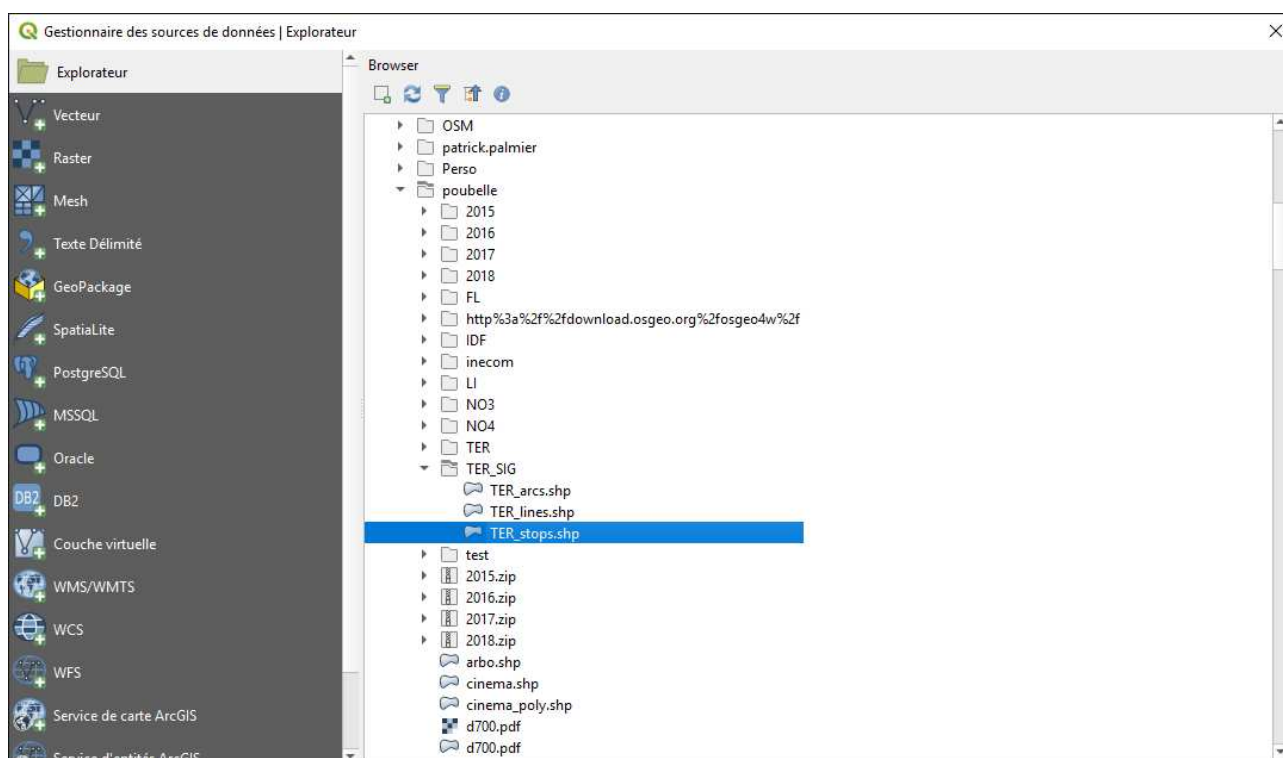 Gestionnaire des sources de données | Explorateur
Explorateur
Vecteur
Raster
Mesh
Texte Délimité
GeoPackage
SpatiaLite
PostgreSQL
MSSQL
Oracle
DB2
DB2
Couche virtuelle
WMS/WMTS
WCS
WFS
Service de carte ArcGIS
Service d'entités ArcGIS
Browser
OSM
patrick.palmier
Perso
poubelle
2015
2016
2017
2018
FL
http%3a%2f%2fdownload.osgeo.org%2fosgeo4w%2f
IDF
inecom
LI
NO3
NO4
TER
TER_SIG
TER_arcs.shp
TER_lines.shp
TER_stops.shp
test
2015.zip
2016.zip
2017.zip
2018.zip
arbo.shp
cinema.shp
cinema_poly.shp
d700.pdf
d700.pdf